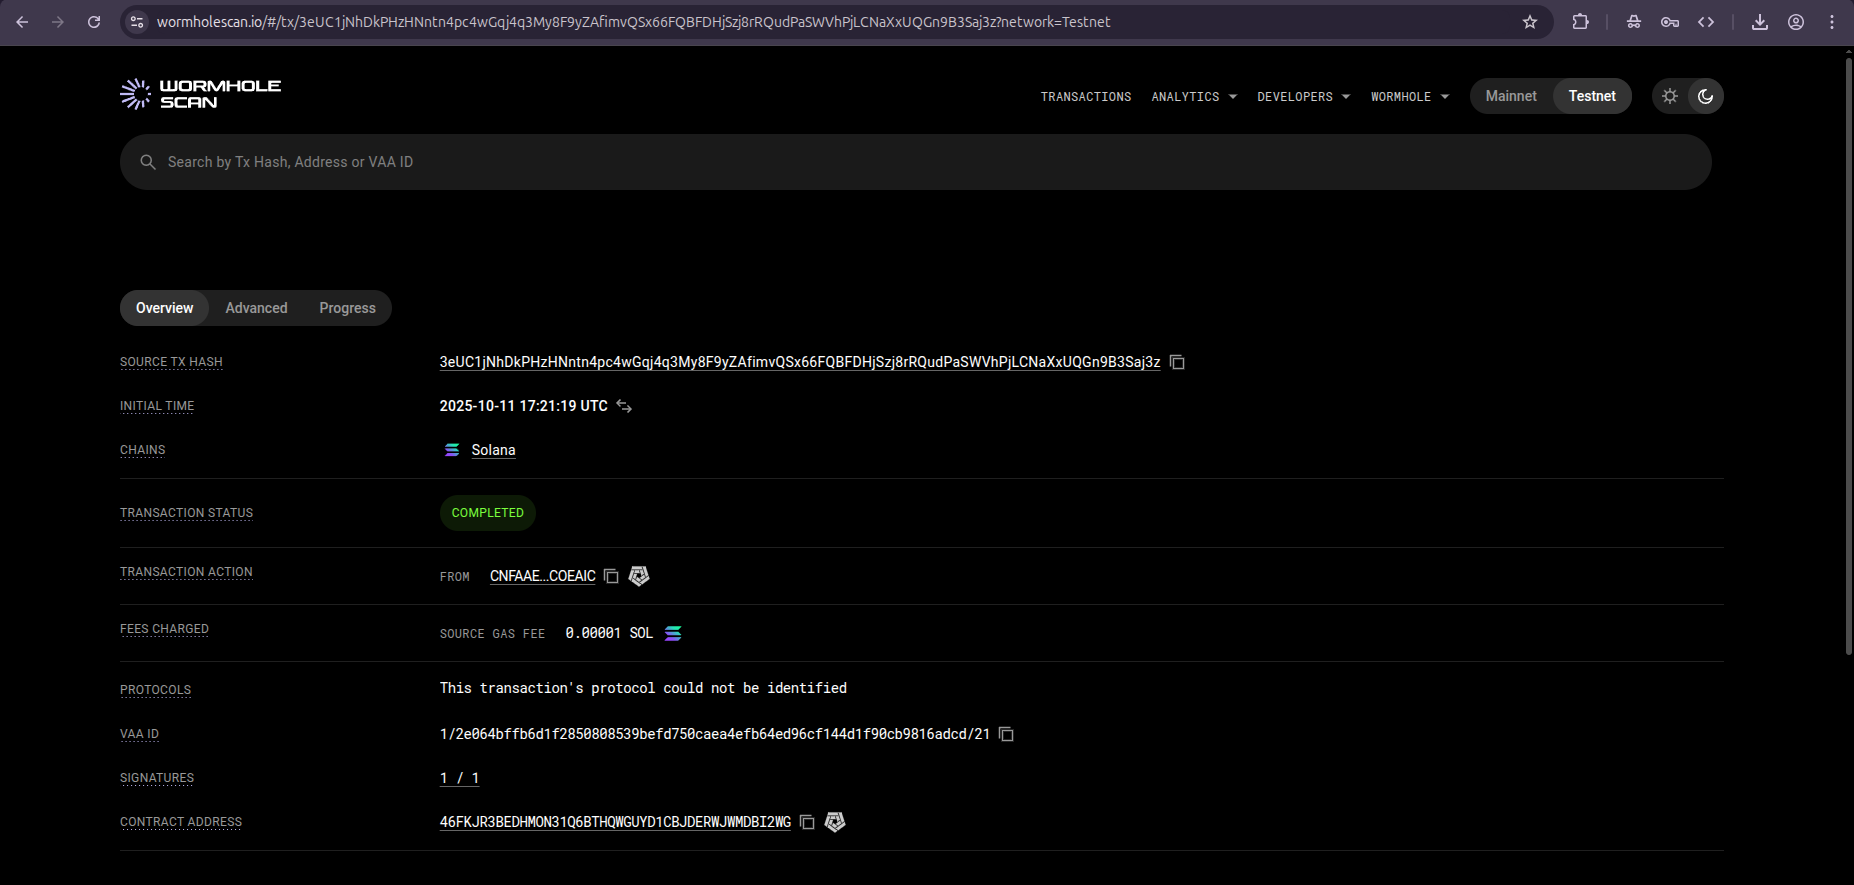 wormholescan.io/#/tx/3eUC1jNhDkPHzHNntn4pc4wGqj4q3My8F9yZAfimvQSx66FQBFDHjSzj8rRQudPaSWVhPjLCNaXxUQGn9B3Saj3z?network=Testnet
WORMHOLE
SCAN
TRANSACTIONS ANALYTICS DEVELOPERS WORMHOLE Mainnet Testnet
Search by Tx Hash, Address or VAA ID
Overview Advanced Progress
SOURCE TX HASH 3eUC1jNhDkPHzHNntn4pc4wGqj4q3My8F9yZAfimvQSx66FQBFDHjSzj8rRQudPaSWVhPjLCNaXxUQGn9B3Saj3z
INITIAL TIME 2025-10-11 17:21:19 UTC
CHAINS Solana
TRANSACTION STATUS COMPLETED
TRANSACTION ACTION FROM CNFAAE...COEAIC
FEES CHARGED SOURCE GAS FEE 0.00001 SOL
PROTOCOLS This transaction's protocol could not be identified
VAA ID 1/2e064bffb6d1f2850808539befd750caea4efb64ed96cf144d1f90cb9816adcd/21
SIGNATURES 1 / 1
CONTRACT ADDRESS 46FKJR3BEDHMON31Q6BTHQWGUYD1CBJDERWJWMDBI2WG